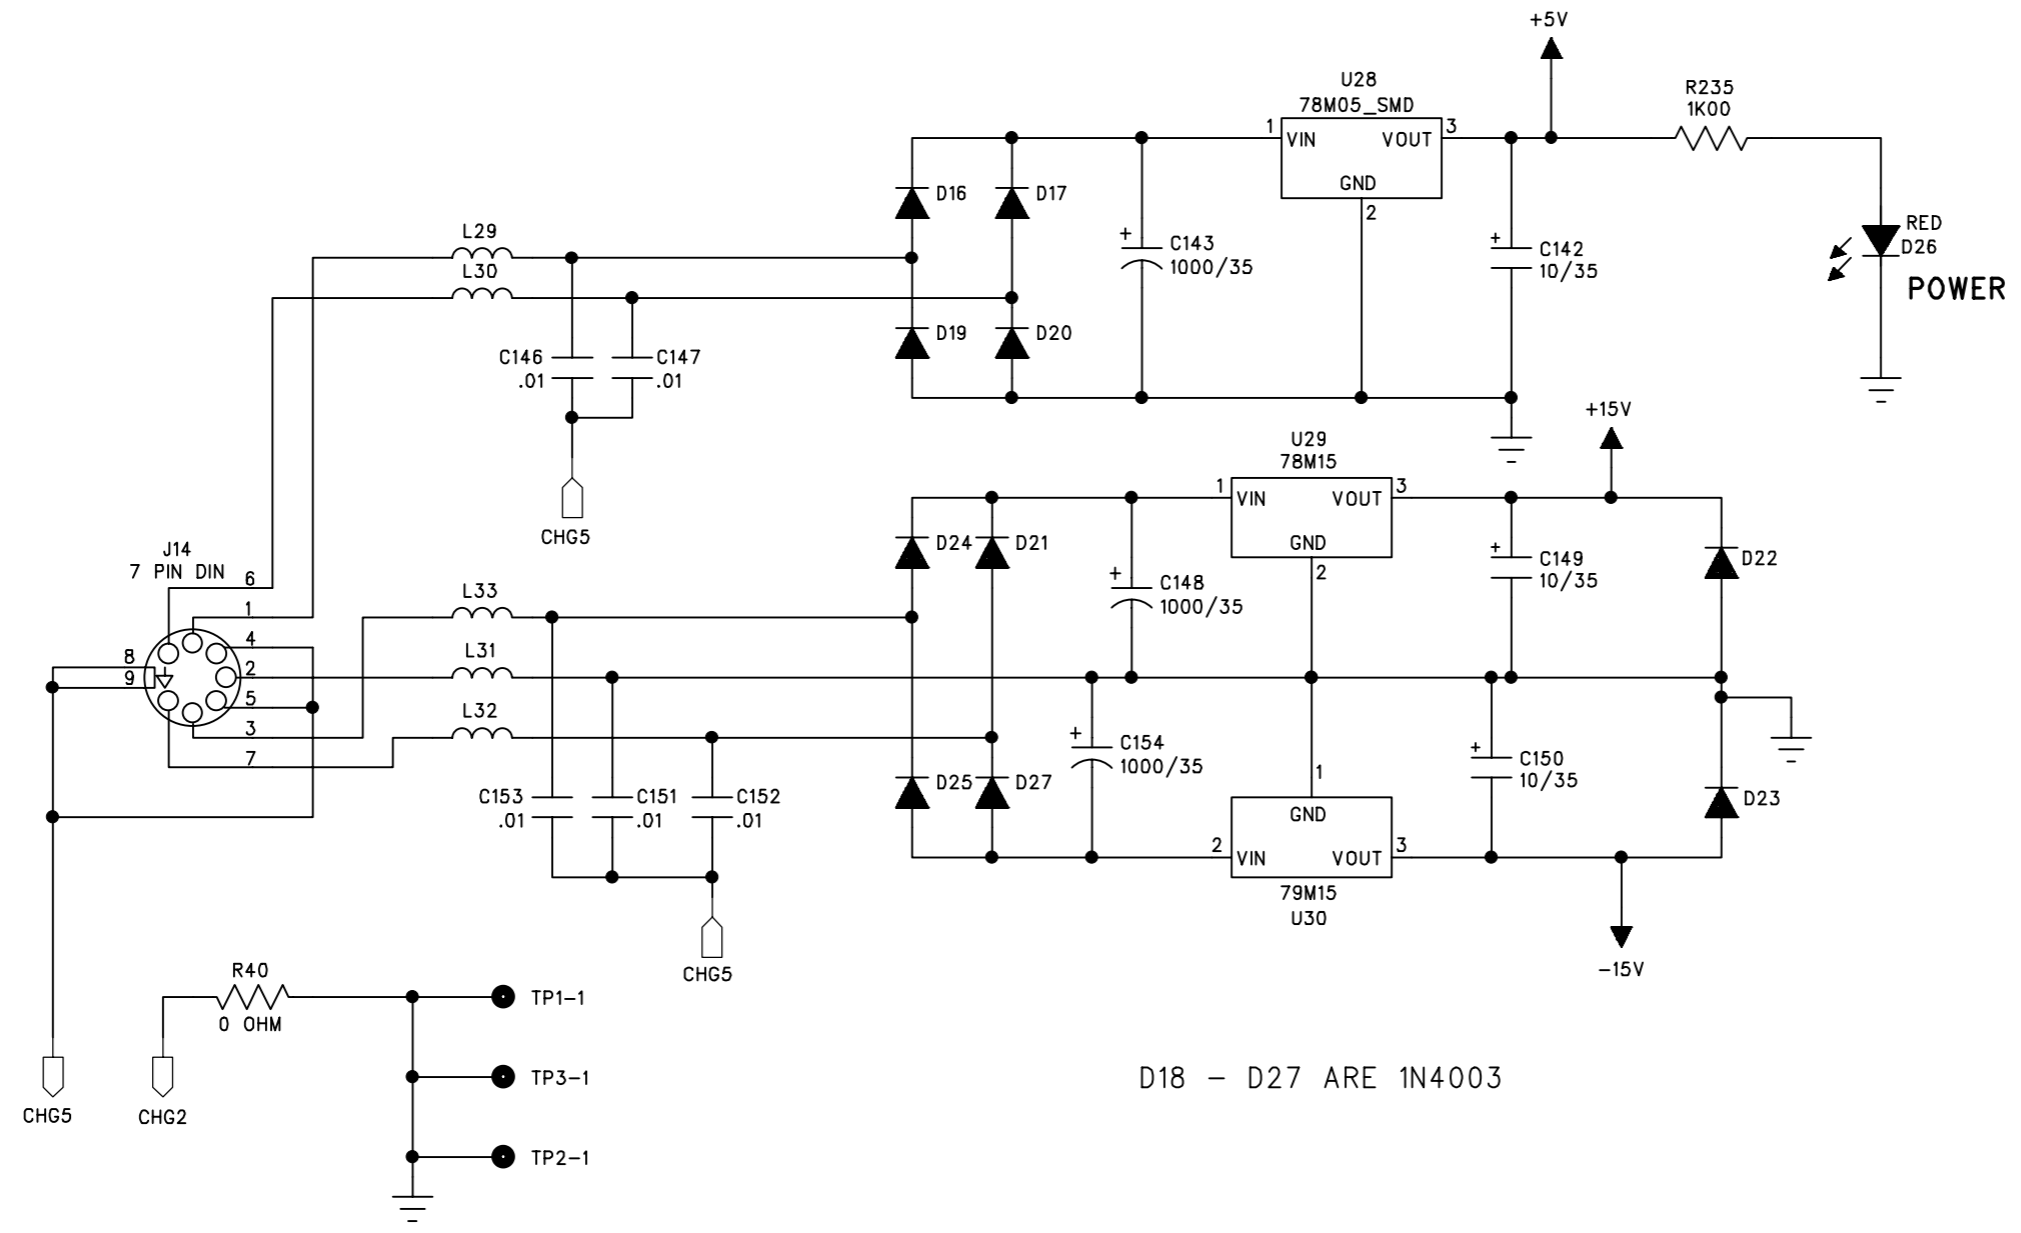 +5V
U28
78M05_SMD
1 VIN VOUT 3
GND
2
R235
1K00
D16
D17
L29
L30
+
C143
1000/35
+
C142
10/35
RED
D26
POWER
D19
D20
C146
.01
C147
.01
CHG5
+15V
U29
78M15
1 VIN VOUT 3
GND
2
D24
D21
+
C148
1000/35
+
C149
10/35
D22
J14
7 PIN DIN
6
1
4
8
2
9
5
3
7
L33
L31
L32
+
C154
1000/35
+
C150
10/35
1
D25
D27
D23
C153
.01
C151
.01
C152
.01
GND
2 VIN VOUT 3
79M15
U30
CHG5
-15V
R40
0 OHM
TP1-1
TP3-1
TP2-1
CHG5
CHG2
D18 - D27 ARE 1N4003